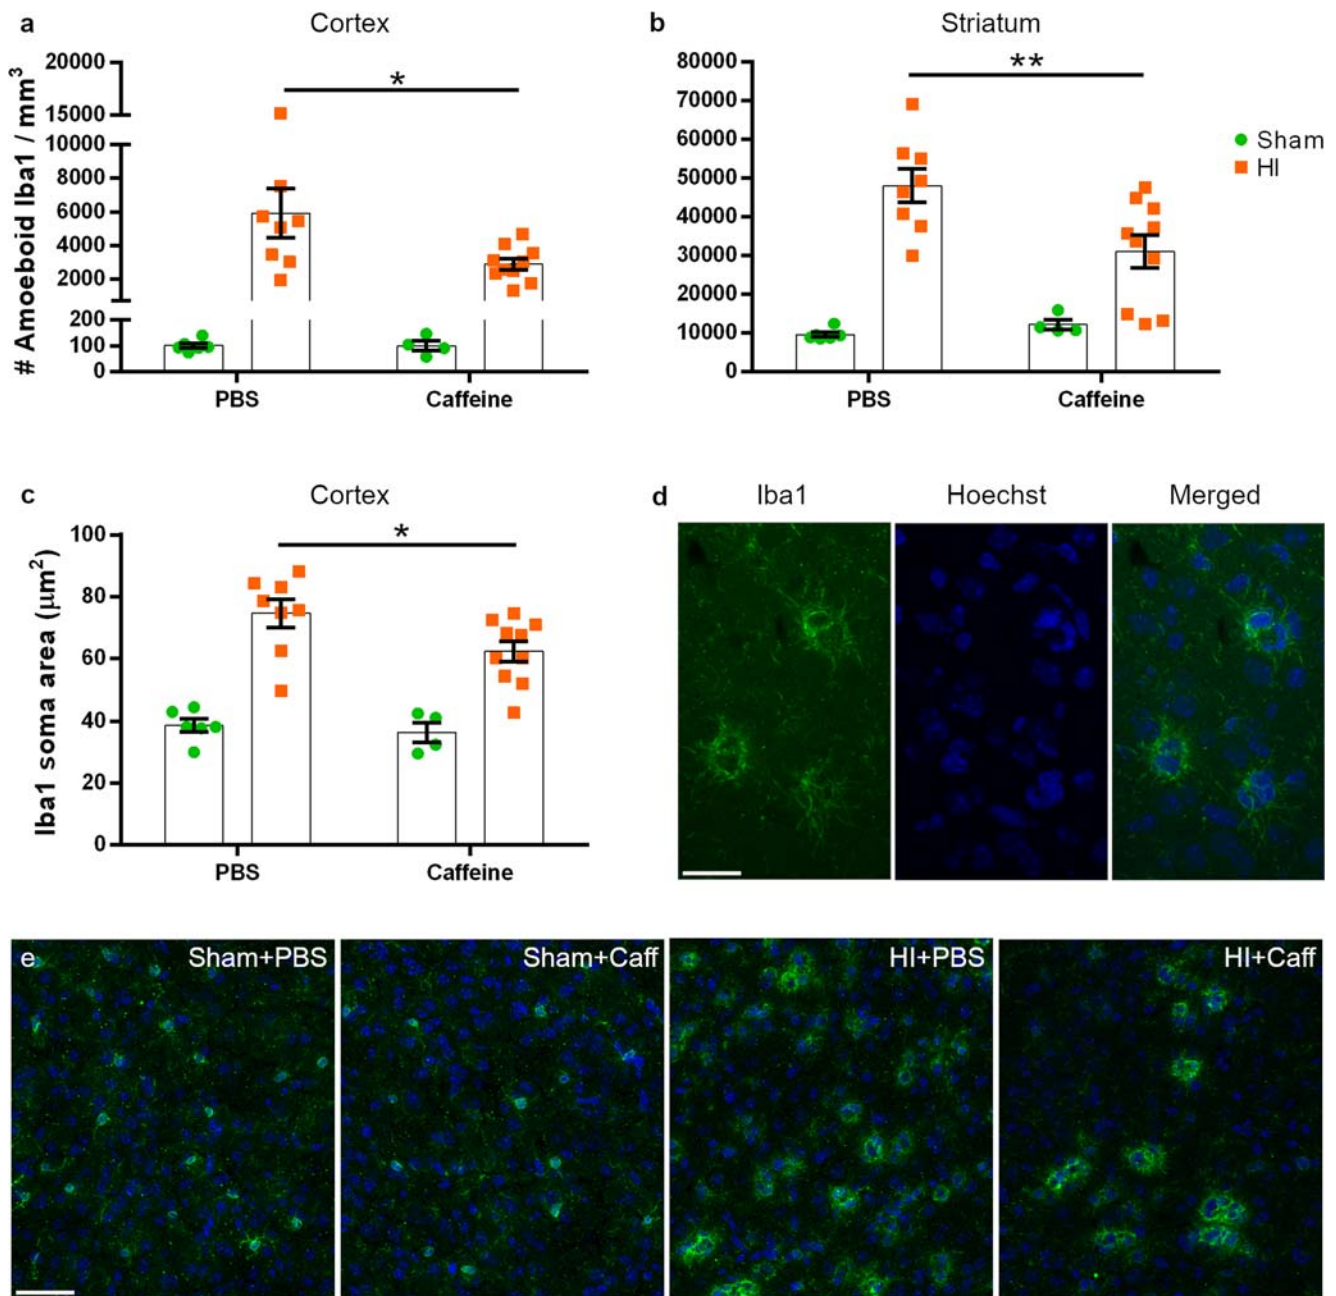 a
Cortex
# Amoeboid Iba1 / mm³
20000
15000
10000
8000
6000
4000
2000
200
100
0
*
PBS
Caffeine
b
Striatum
80000
70000
60000
50000
40000
30000
20000
10000
0
**
PBS
Caffeine
Sham
HI
c
Cortex
Iba1 soma area (µm²)
100
80
60
40
20
0
*
PBS
Caffeine
d
Iba1
Hoechst
Merged
e
Sham+PBS
Sham+Caff
HI+PBS
HI+Caff